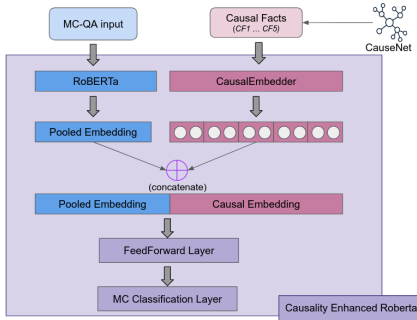 MC-QA input
Causal Facts
(CF1 ... CF5)
CauseNet
RoBERTa
CausalEmbedder
Pooled Embedding
(concatenate)
Pooled Embedding
Causal Embedding
FeedForward Layer
MC Classification Layer
Causality Enhanced Roberta